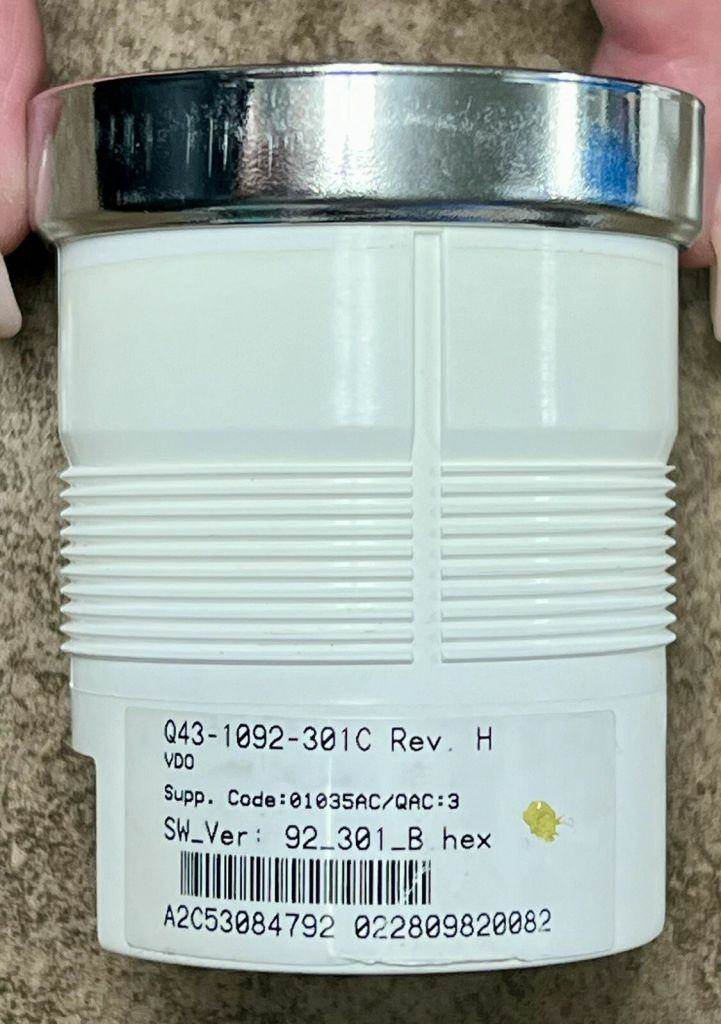 Q43-1092-301C Rev. H
VDO
Supp. Code:01035AC/QAC:3
SW_Ver: 92_301_B hex
A2C53084792 022809820082